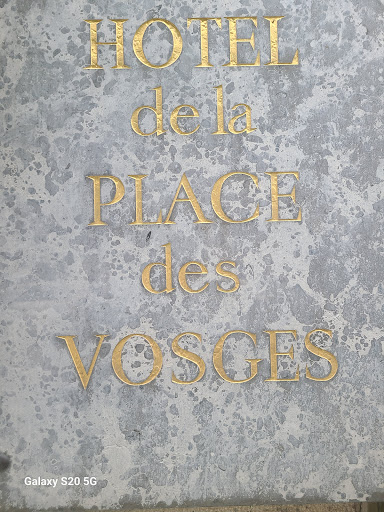 HOTEL
de la
PLACE
des
VOSGES
Galaxy S20 5G